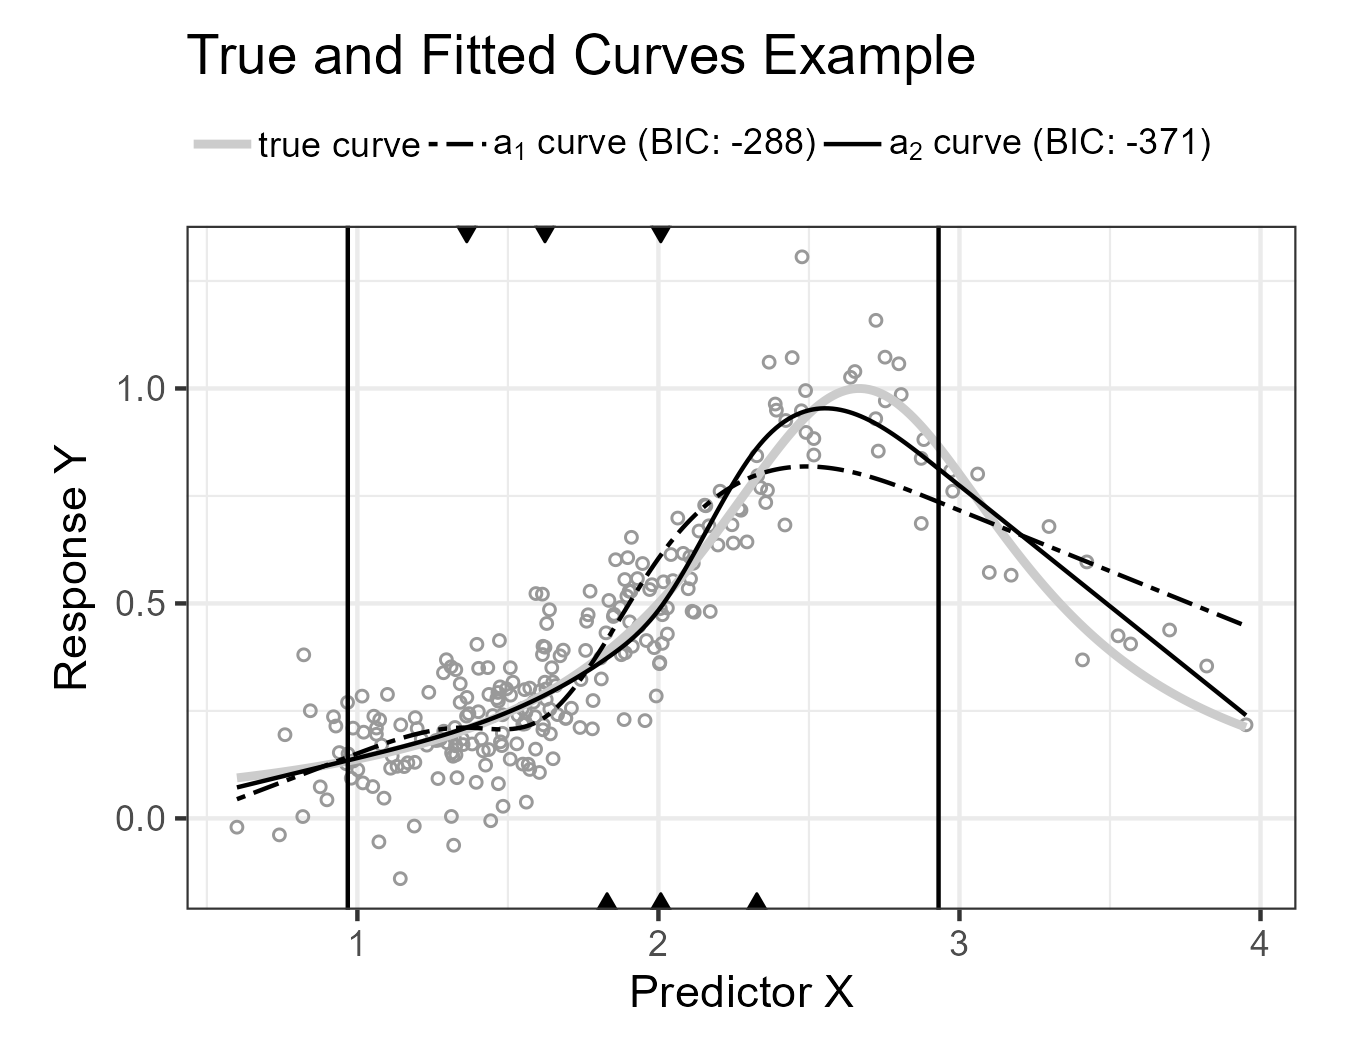 True and Fitted Curves Example
true curve a₁ curve (BIC: -288) a₂ curve (BIC: -371)
Response Y
1.0
0.5
0.0
1 2 3 4
Predictor X